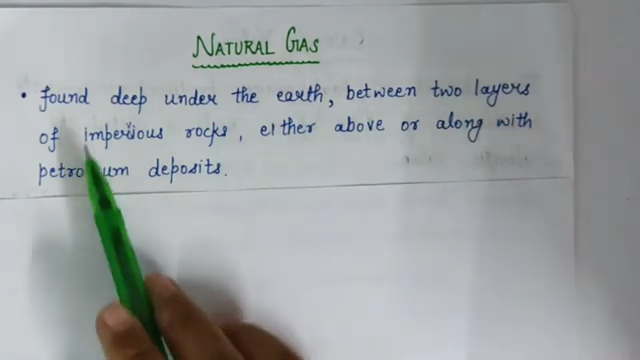 NATURAL GAS
• found deep under the earth, between two layers
of imperious rocks, either above or along with
petroleum deposits.